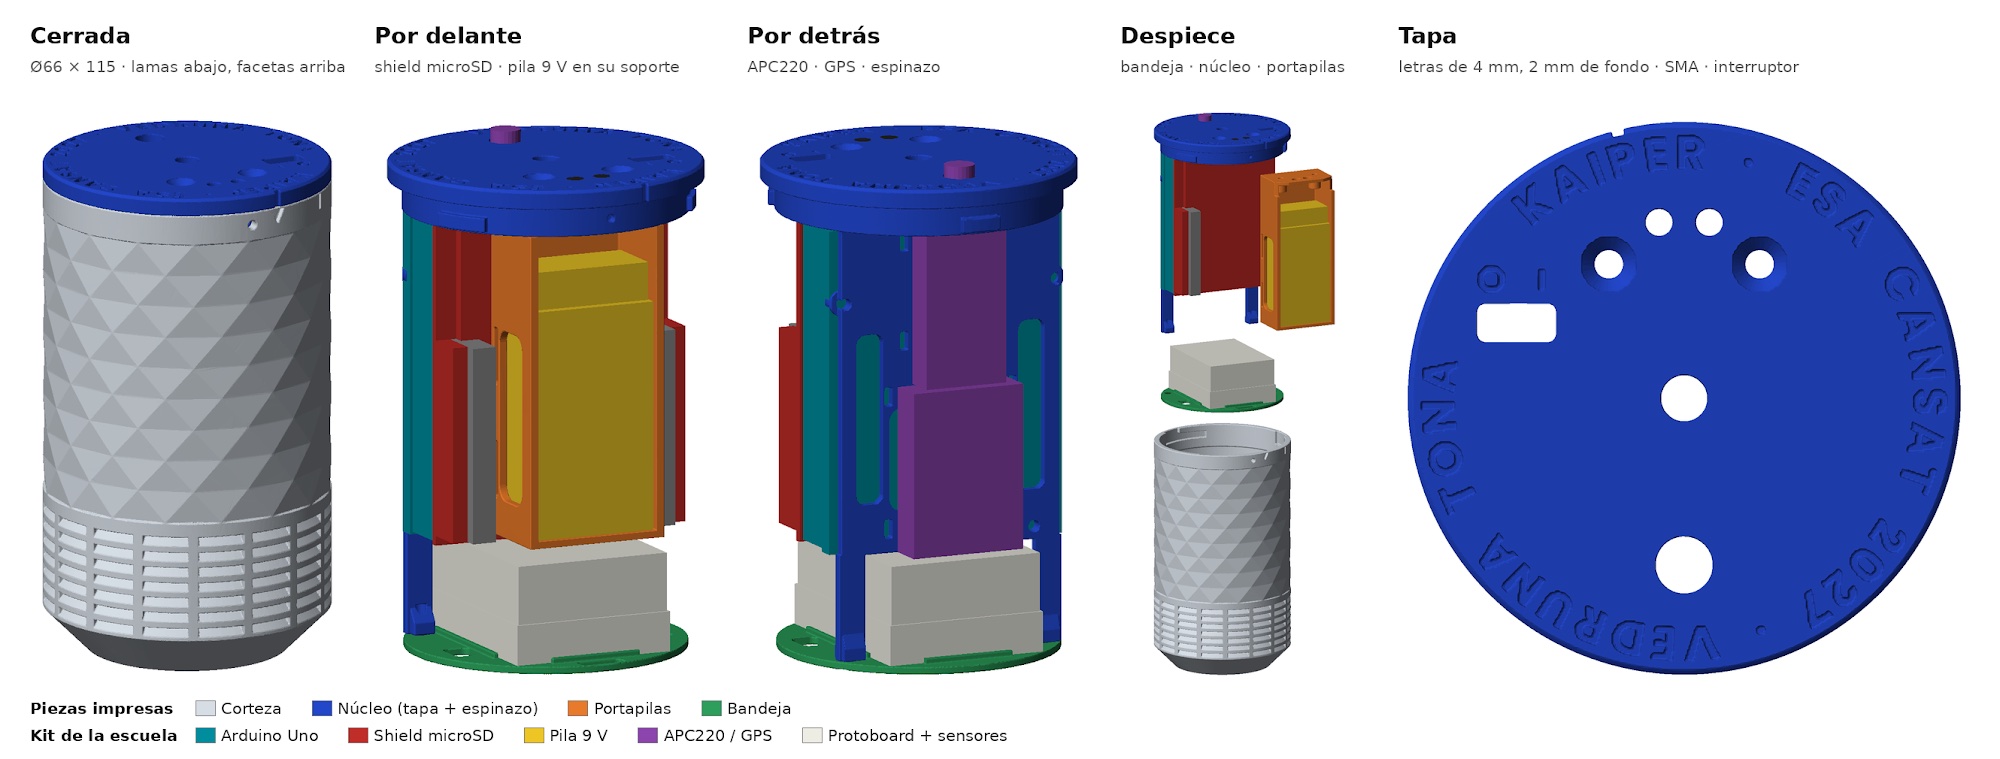 Cerrada
Ø66 × 115 · lamas abajo, facetas arriba
Por delante
shield microSD · pila 9 V en su soporte
Por detrás
APC220 · GPS · espinazo
Despiece
bandeja · núcleo · portapilas
Tapa
letras de 4 mm, 2 mm de fondo · SMA · interruptor
KAIPER · ESA CANSAT 2027 · VEDRUNA TONA
O I
Piezas impresas
Corteza
Núcleo (tapa + espinazo)
Portapilas
Bandeja
Kit de la escuela
Arduino Uno
Shield microSD
Pila 9 V
APC220 / GPS
Protoboard + sensores